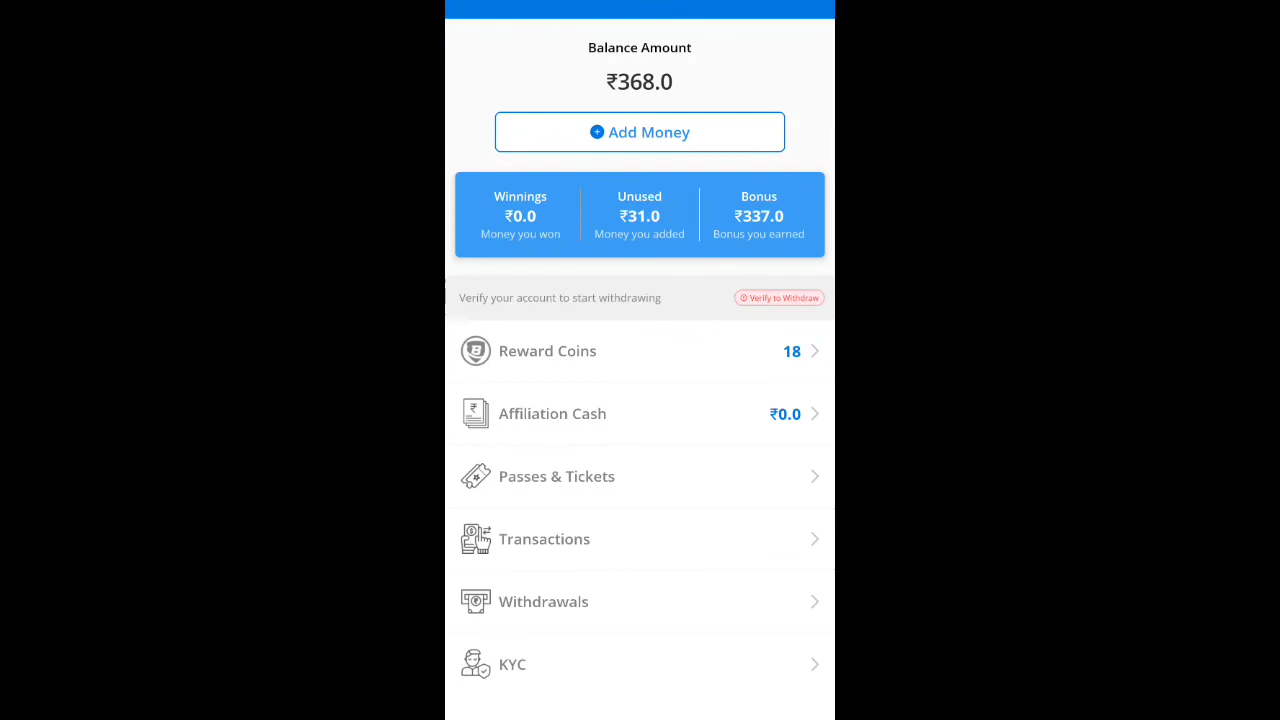 Balance Amount
₹368.0
Add Money
Winnings Unused Bonus
₹0.0 ₹31.0 ₹337.0
Money you won Money you added Bonus you earned
Verify your account to start withdrawing Verify to Withdraw
Reward Coins 18
Affiliation Cash ₹0.0
Passes & Tickets
Transactions
Withdrawals
KYC